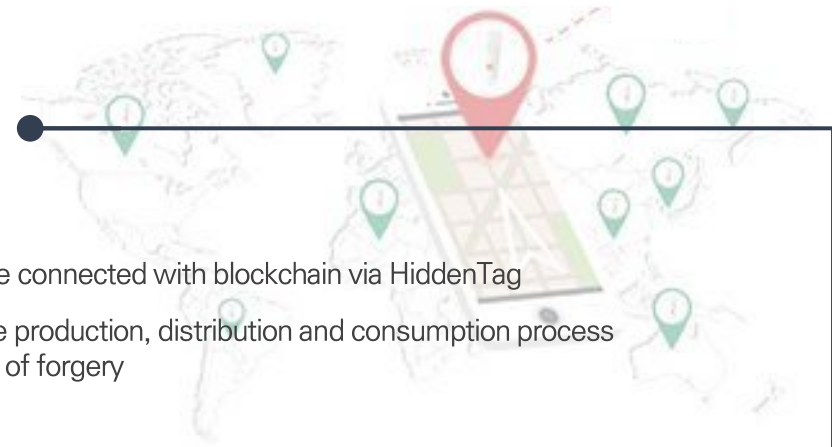 e connected with blockchain via HiddenTag
e production, distribution and consumption process
of forgery